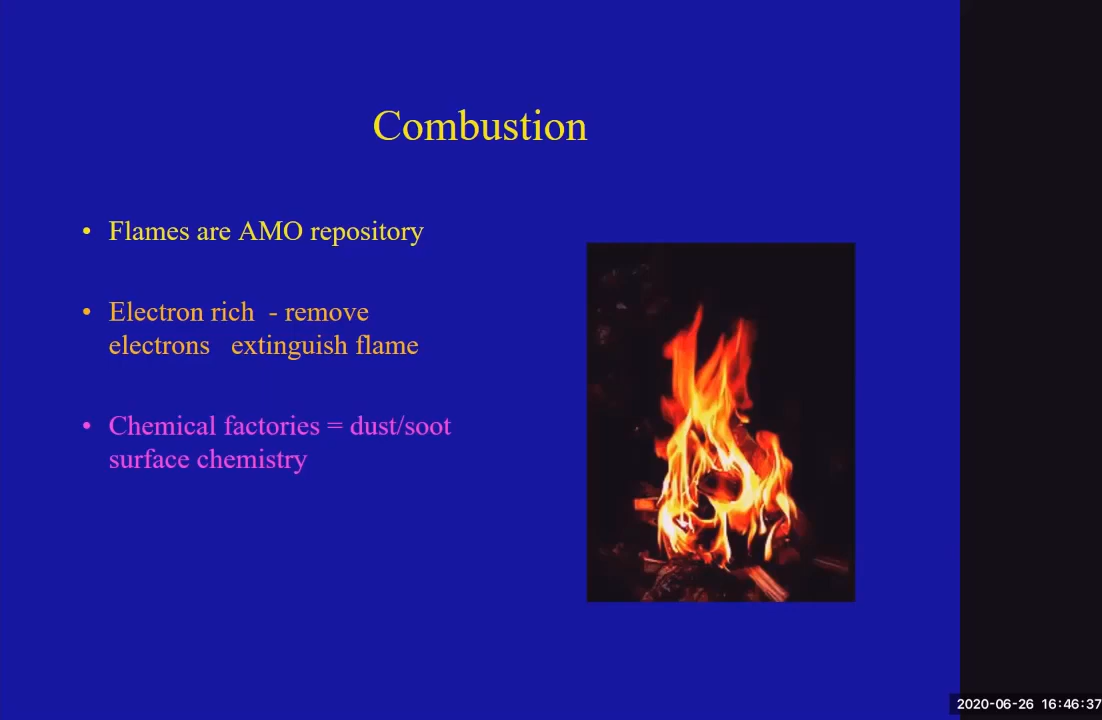 Combustion
• Flames are AMO repository
• Electron rich - remove
electrons extinguish flame
• Chemical factories = dust/soot
surface chemistry
2020-06-26 16:46:37